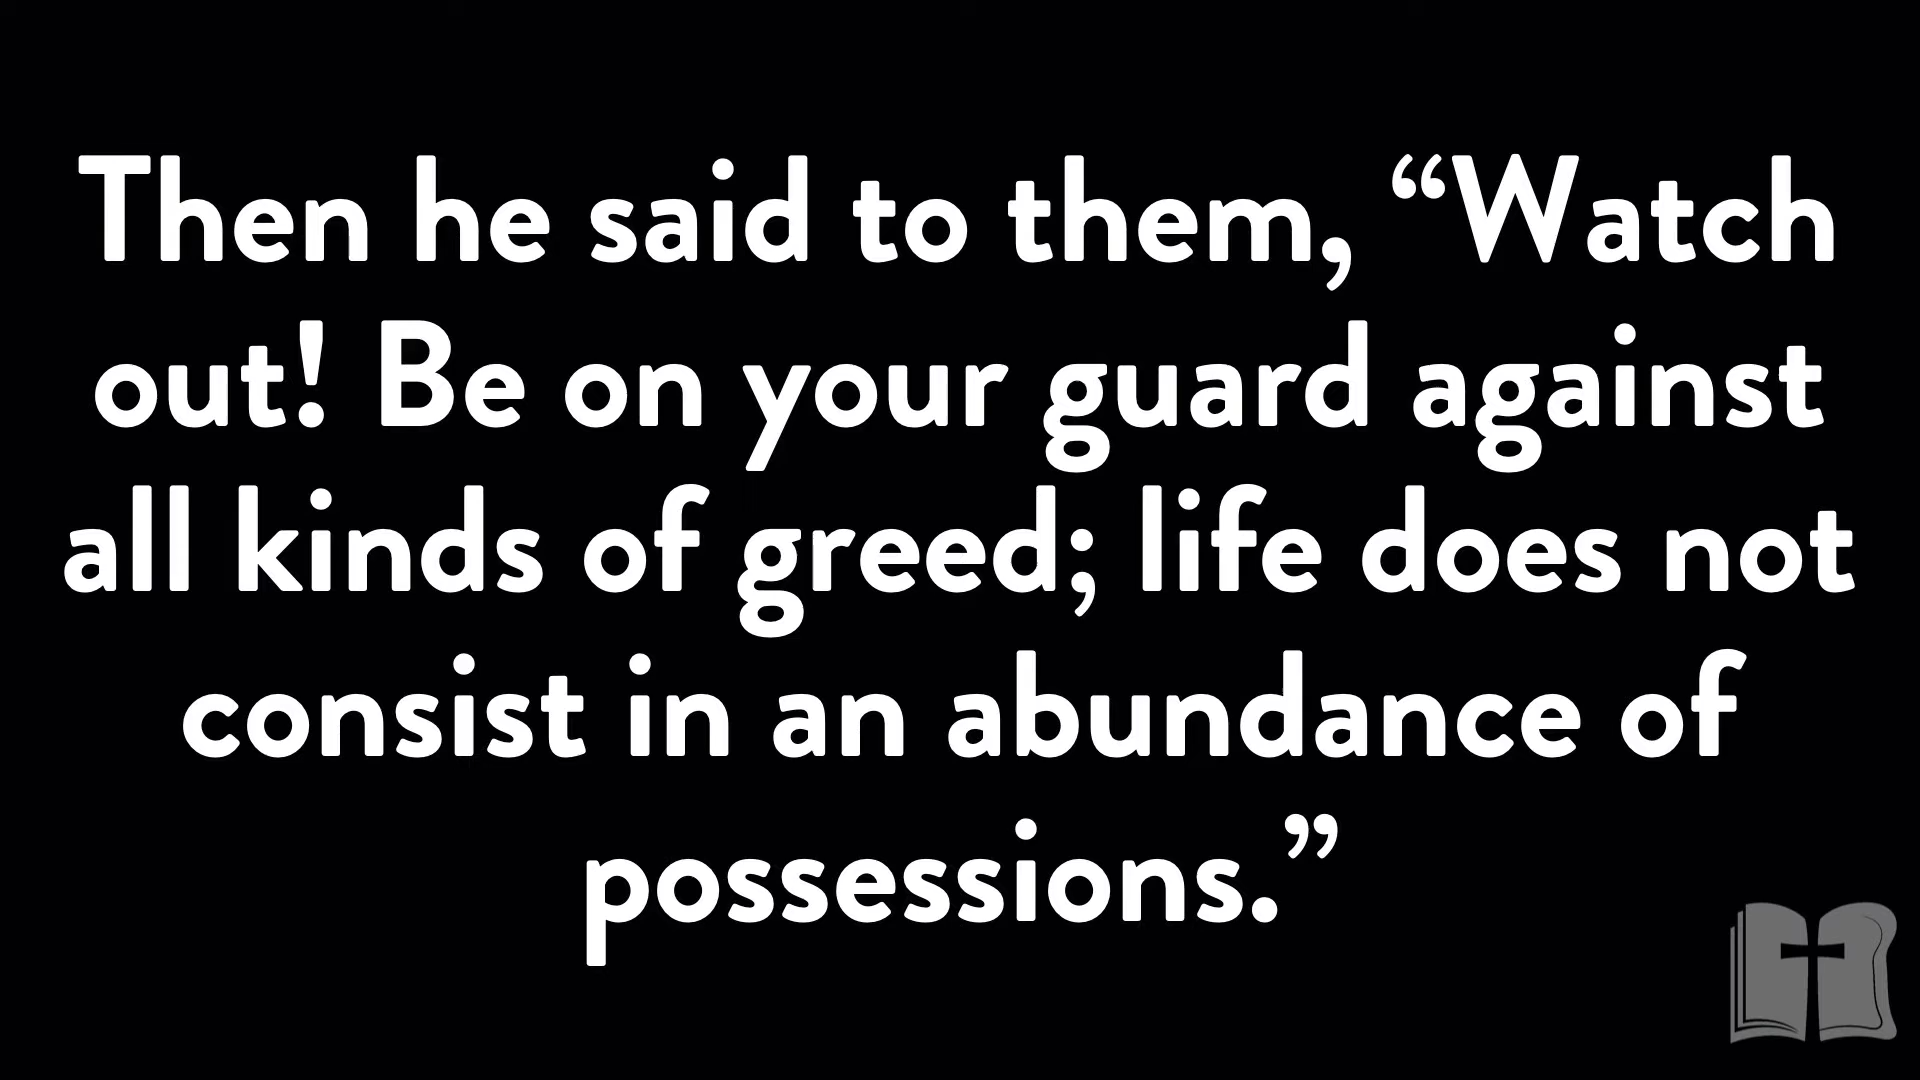 Then he said to them, “Watch
out! Be on your guard against
all kinds of greed; life does not
consist in an abundance of
possessions.”